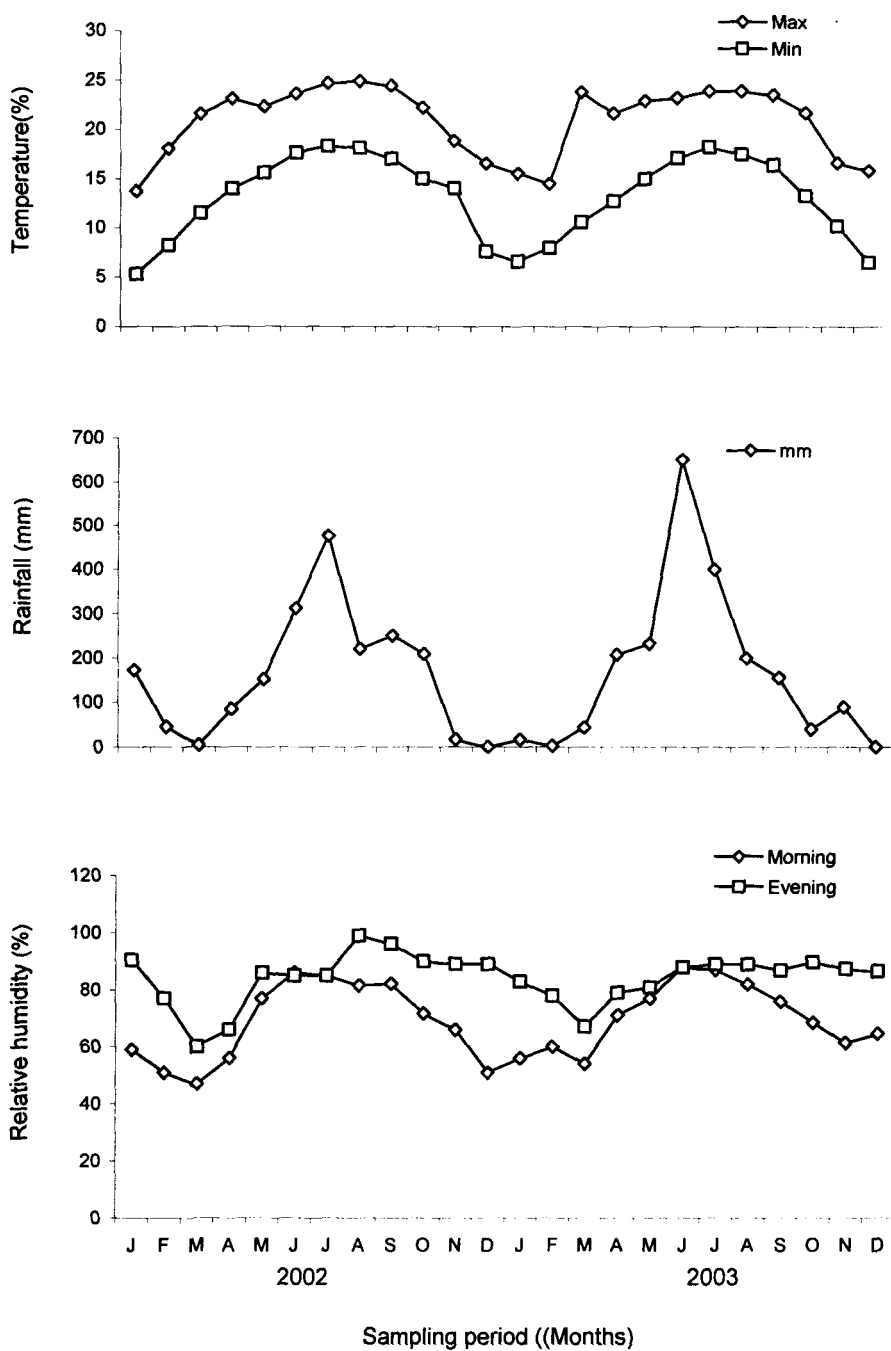 Max
Min
30
25
20
15
10
5
0
Temperature(%)
mm
700
600
500
400
300
200
100
0
Rainfall (mm)
Morning
Evening
120
100
80
60
40
20
0
Relative humidity (%)
J F M A M J J A S O N D J F M A M J J A S O N D
2002 2003
Sampling period ((Months)